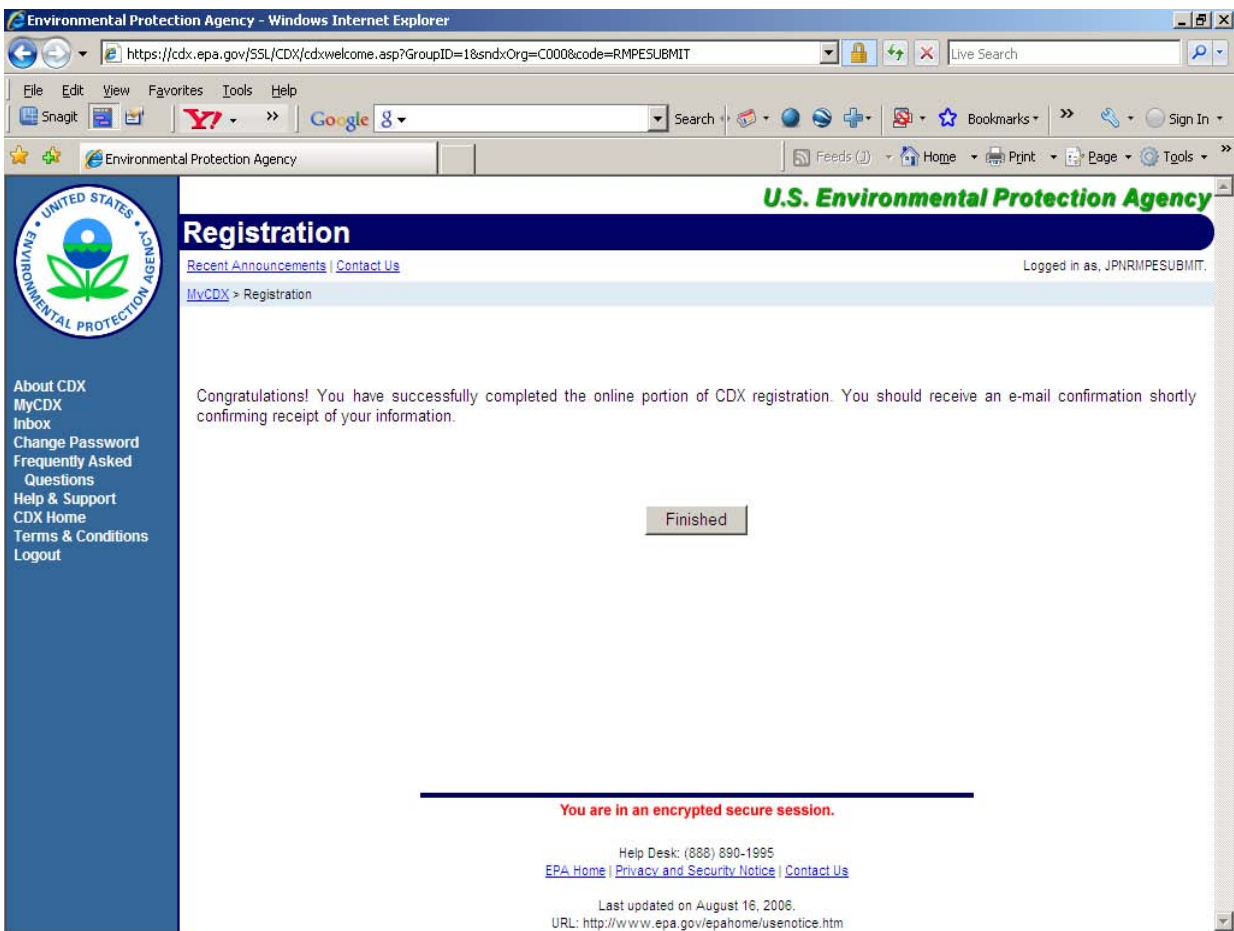 Environmental Protection Agency - Windows Internet Explorer
https://cdx.epa.gov/SSL/CDX/cdxwelcome.asp?GroupID=1&sndxOrg=C000&code=RMPESUBMIT
Live Search
File Edit View Favorites Tools Help
Snagit Y! Google Search Bookmarks Sign In
Environmental Protection Agency Feeds (J) Home Print Page Tools
U.S. Environmental Protection Agency
UNITED STATES ENVIRONMENTAL PROTECTION AGENCY
Registration
Recent Announcements | Contact Us Logged in as, JPNRMPESUBMIT.
MyCDX > Registration
About CDX
MyCDX
Inbox
Change Password
Frequently Asked
Questions
Help & Support
CDX Home
Terms & Conditions
Logout
Congratulations! You have successfully completed the online portion of CDX registration. You should receive an e-mail confirmation shortly
confirming receipt of your information.
Finished
You are in an encrypted secure session.
Help Desk: (888) 890-1995
EPA Home | Privacy and Security Notice | Contact Us
Last updated on August 16, 2006.
URL: http://www.epa.gov/epahome/usenotice.htm